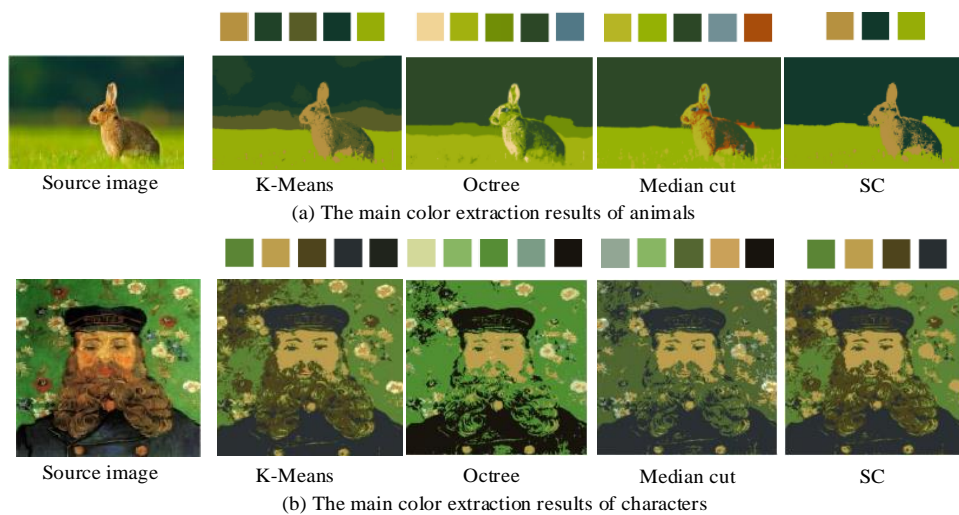 Source image
K-Means
Octree
Median cut
SC
(a) The main color extraction results of animals
Source image
K-Means
Octree
Median cut
SC
(b) The main color extraction results of characters